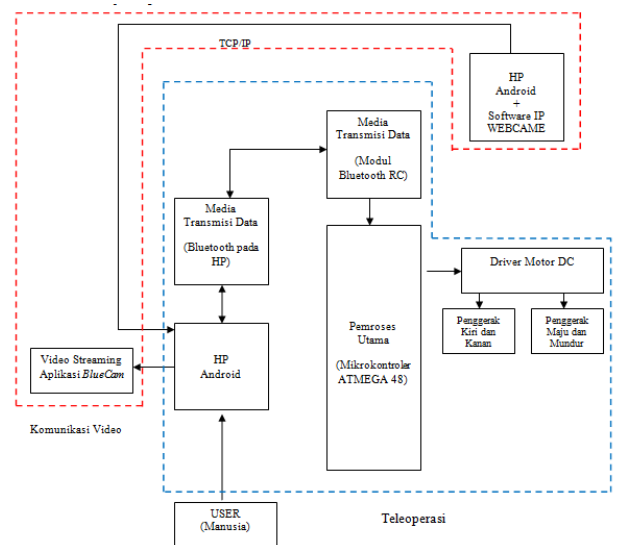 TCP/IP
HP
Android
+
Software IP
WEBCAME
Media
Transmisi Data
(Modul
Bluetooth RC)
Media
Transmisi Data
(Bluetooth pada
HP)
Driver Motor DC
Penggerak
Kiri dan
Kanan
Penggerak
Maju dan
Mundur
Pemroses
Utama
(Mikrokontroler
ATMEGA 48)
HP
Android
Video Streaming
Aplikasi BlueCam
Komunikasi Video
USER
(Manusia)
Teleoperasi